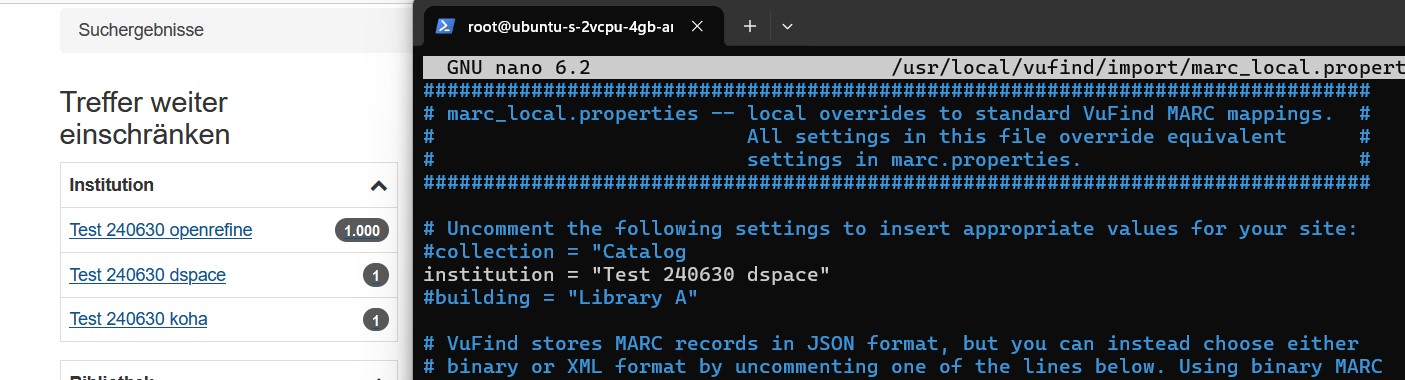 Suchergebnisse
Treffer weiter
einschränken
Institution
Test 240630 openrefine 1.000
Test 240630 dspace 1
Test 240630 koha 1
root@ubuntu-s-2vcpu-4gb-a
GNU nano 6.2 /usr/local/vufind/import/marc_local.propert
###############################################################################
# marc_local.properties -- local overrides to standard VuFind MARC mappings.  #
#                          All settings in this file override equivalent      #
#                          settings in marc.properties.                       #
###############################################################################
# Uncomment the following settings to insert appropriate values for your site:
#collection = "Catalog
institution = "Test 240630 dspace"
#building = "Library A"
# VuFind stores MARC records in JSON format, but you can instead choose either
# binary or XML format by uncommenting one of the lines below. Using binary MARC